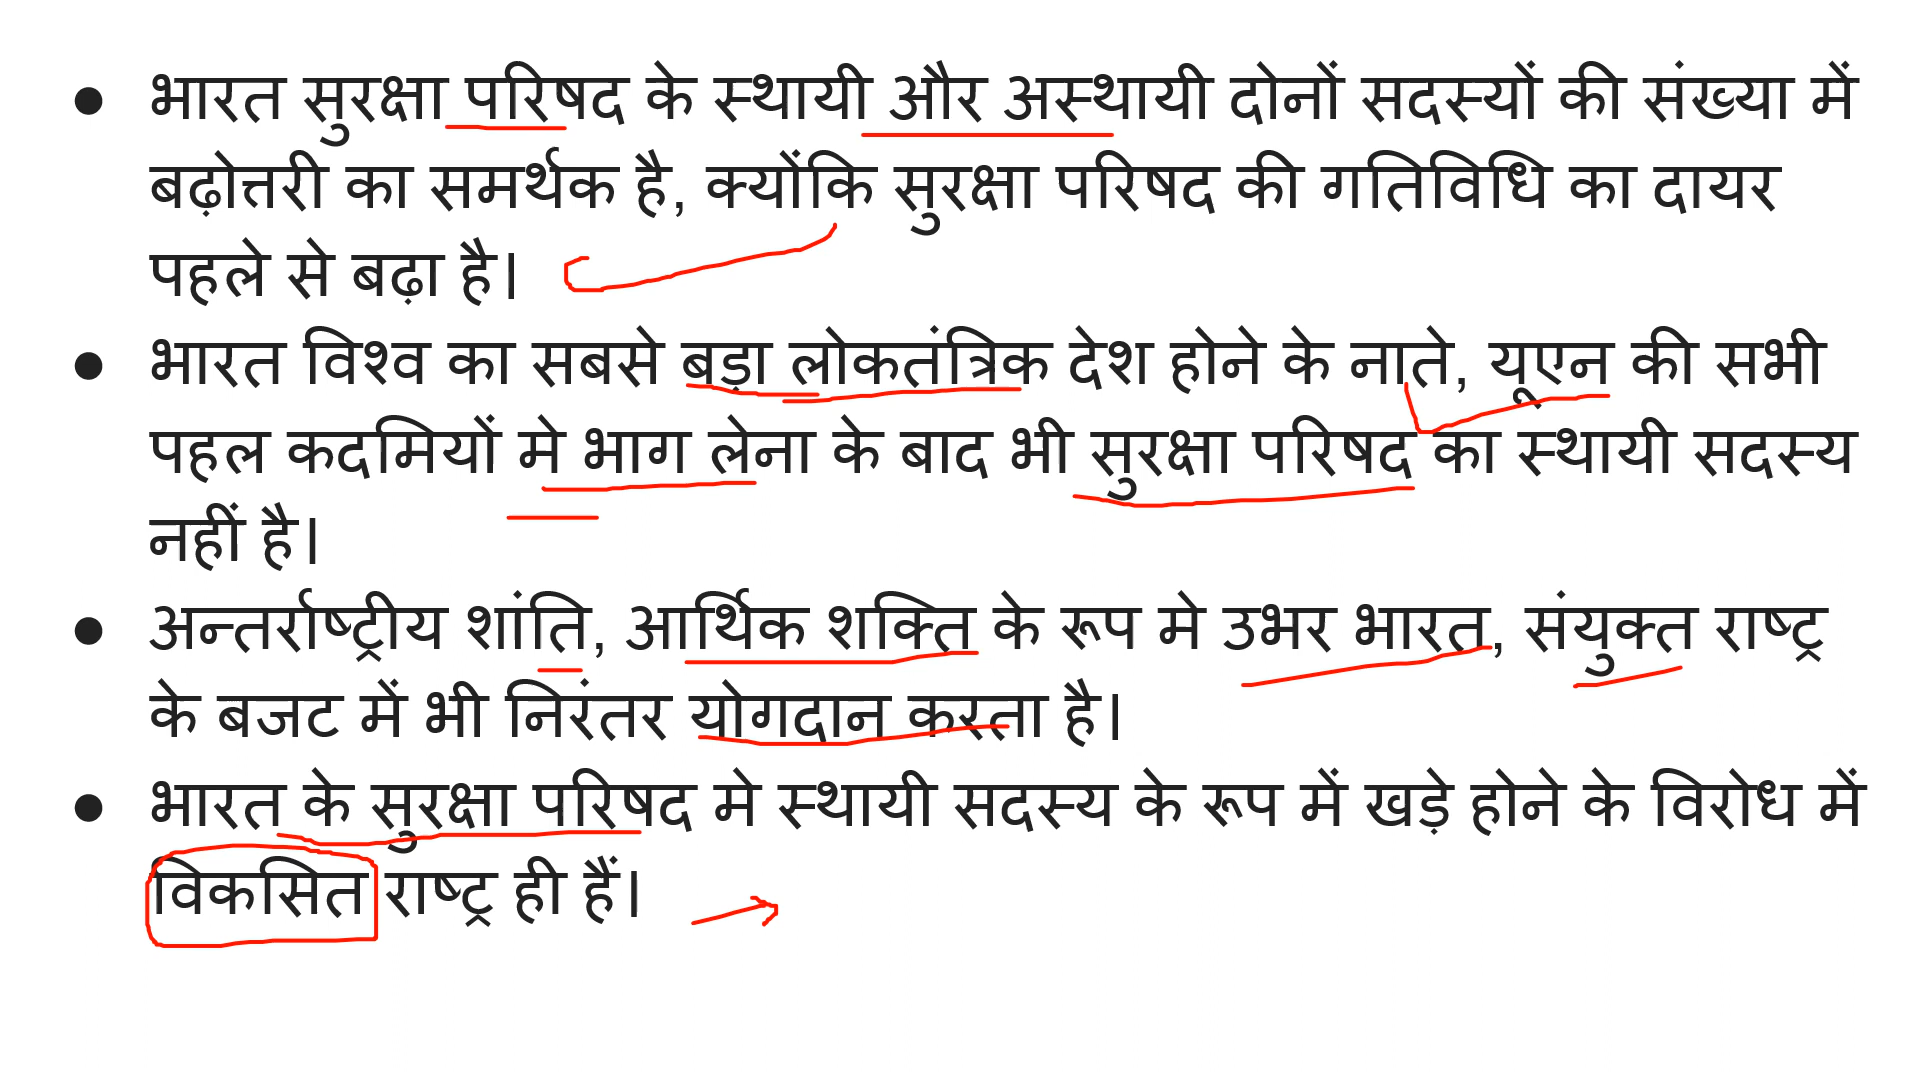 ● भारत सुरक्षा परिषद के स्थायी और अस्थायी दोनों सदस्यों की संख्या में
बढ़ोत्तरी का समर्थक है, क्योंकि सुरक्षा परिषद की गतिविधि का दायर
पहले से बढ़ा है।
● भारत विश्व का सबसे बड़ा लोकतंत्रिक देश होने के नाते, यूएन की सभी
पहल कदमियों मे भाग लेना के बाद भी सुरक्षा परिषद का स्थायी सदस्य
नहीं है।
● अन्तर्राष्ट्रीय शांति, आर्थिक शक्ति के रूप मे उभर भारत, संयुक्त राष्ट्र
के बजट में भी निरंतर योगदान करता है।
● भारत के सुरक्षा परिषद मे स्थायी सदस्य के रूप में खड़े होने के विरोध में
विकसित राष्ट्र ही हैं।